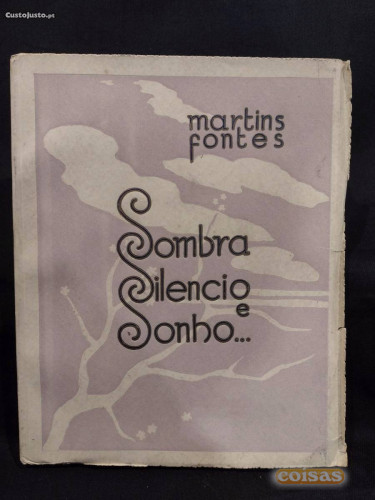 CustoJusto.pt
martins
fontes
Sombra
Silencio
e
Sonho...
coisas